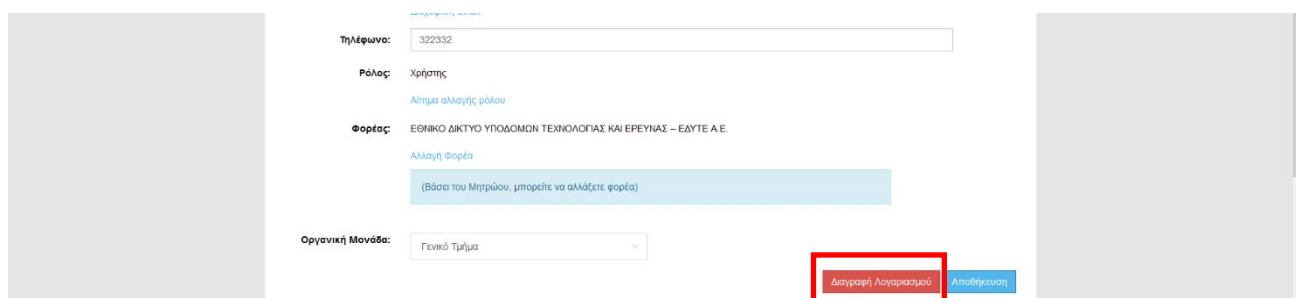 Τηλέφωνο: 322332
Ρόλος: Χρήστης
Αίτημα αλλαγής ρόλου
Φορέας: ΕΘΝΙΚΟ ΔΙΚΤΥΟ ΥΠΟΔΟΜΩΝ ΤΕΧΝΟΛΟΓΙΑΣ ΚΑΙ ΕΡΕΥΝΑΣ – ΕΔΥΤΕ Α.Ε.
Αλλαγή Φορέα
(Βάσει του Μητρώου, μπορείτε να αλλάξετε φορέα)
Οργανική Μονάδα: Γενικό Τμήμα
Διαγραφή Λογαριασμού Αποθήκευση